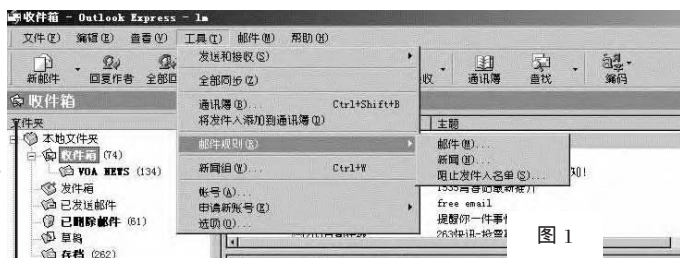 收件箱 - Outlook Express - lm
文件(F) 编辑(E) 查看(V) 工具(T) 邮件(M) 帮助(H)
新邮件 回复作者 全部回 收 通讯簿 查找 编码
收件箱
文件夹
本地文件夹
收件箱 (74)
VOA NEWS (134)
发件箱
已发送邮件
已删除邮件 (61)
草稿
存档 (262)
发送和接收(S)
全部同步(Z)
通讯簿(B)... Ctrl+Shift+B
将发件人添加到通讯簿(D)
邮件规则(R)
新闻组(W)... Ctrl+W
账号(A)...
申请新账号(E)
选项(O)...
主题
邮件(M)...
新闻(N)...
阻止发件人名单(S)...
知!
free email
提醒你一件事
图 1